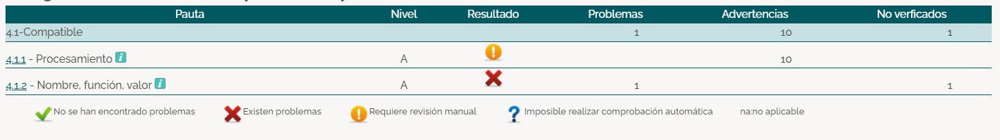 Pauta Nivel Resultado Problemas Advertencias No verficados
4.1-Compatible 1 10 1
4.1.1 - Procesamiento i A 10
4.1.2 - Nombre, función, valor i A 1 1
No se han encontrado problemas Existen problemas Requiere revisión manual Imposible realizar comprobación automática na:no aplicable